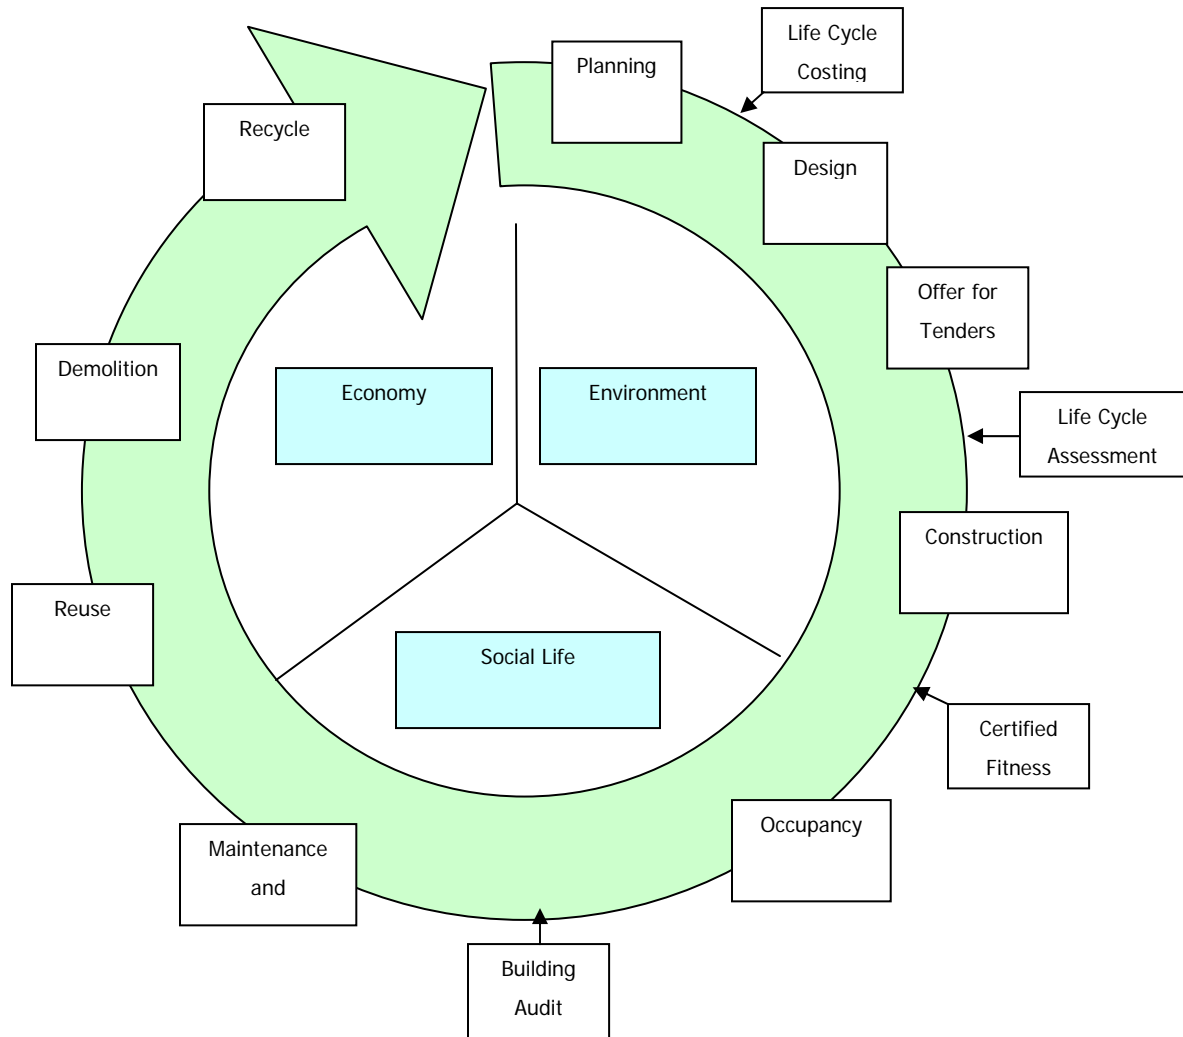 Life Cycle
Costing
Planning
Recycle
Design
Offer for
Tenders
Demolition
Economy
Environment
Life Cycle
Assessment
Construction
Reuse
Social Life
Certified
Fitness
Occupancy
Maintenance
and
Building
Audit